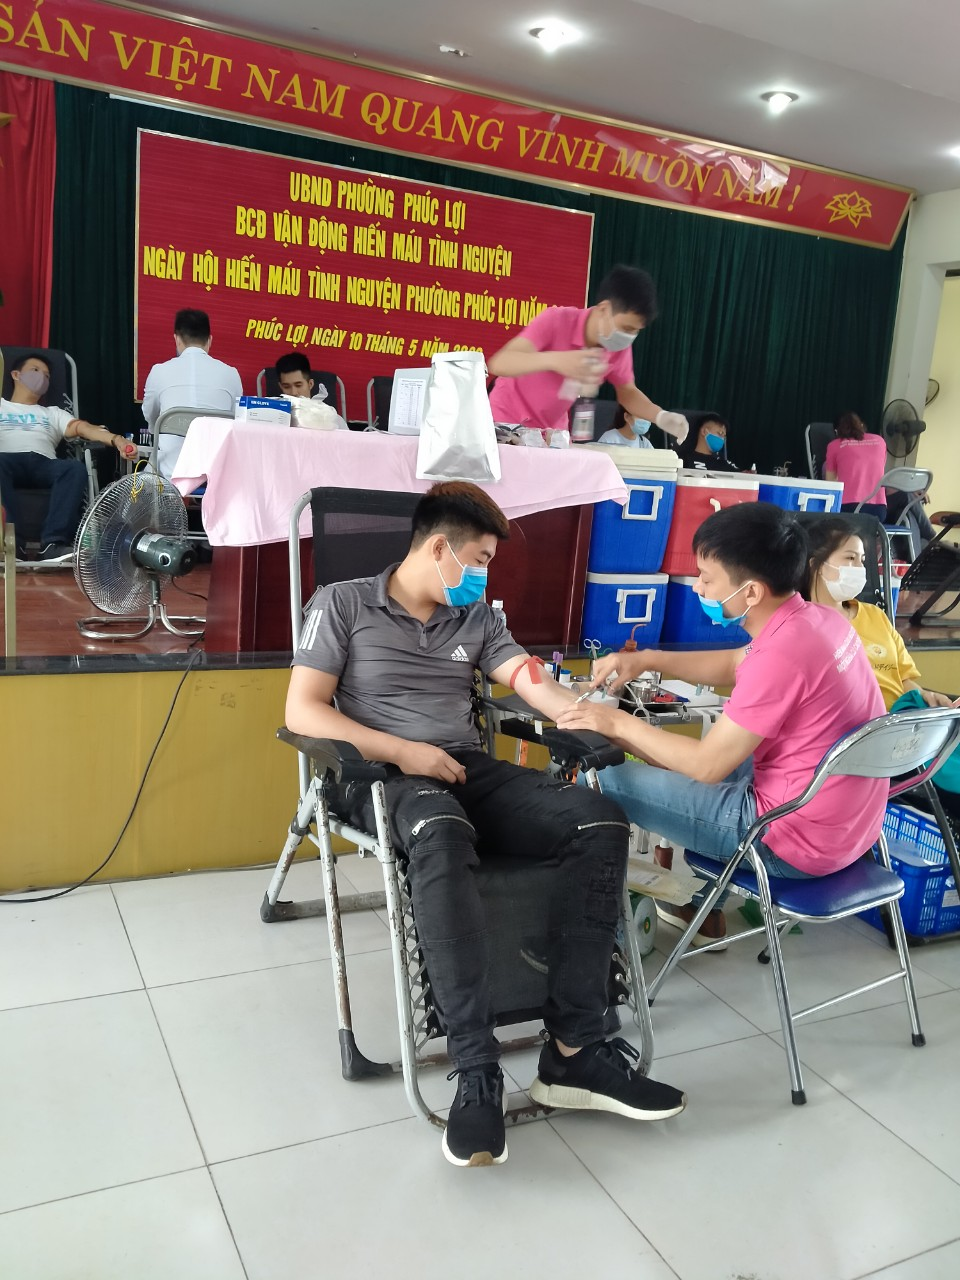 SẢN VIỆT NAM QUANG VINH MUÔN NĂM !
UBND PHƯỜNG PHÚC LỢI
BCĐ VẬN ĐỘNG HIẾN MÁU TÌNH NGUYỆN
NGÀY HỘI HIẾN MÁU TÌNH NGUYỆN PHƯỜNG PHÚC LỢI NĂM
PHÚC LỢI, NGÀY 10 THÁNG 5 NĂM
adidas